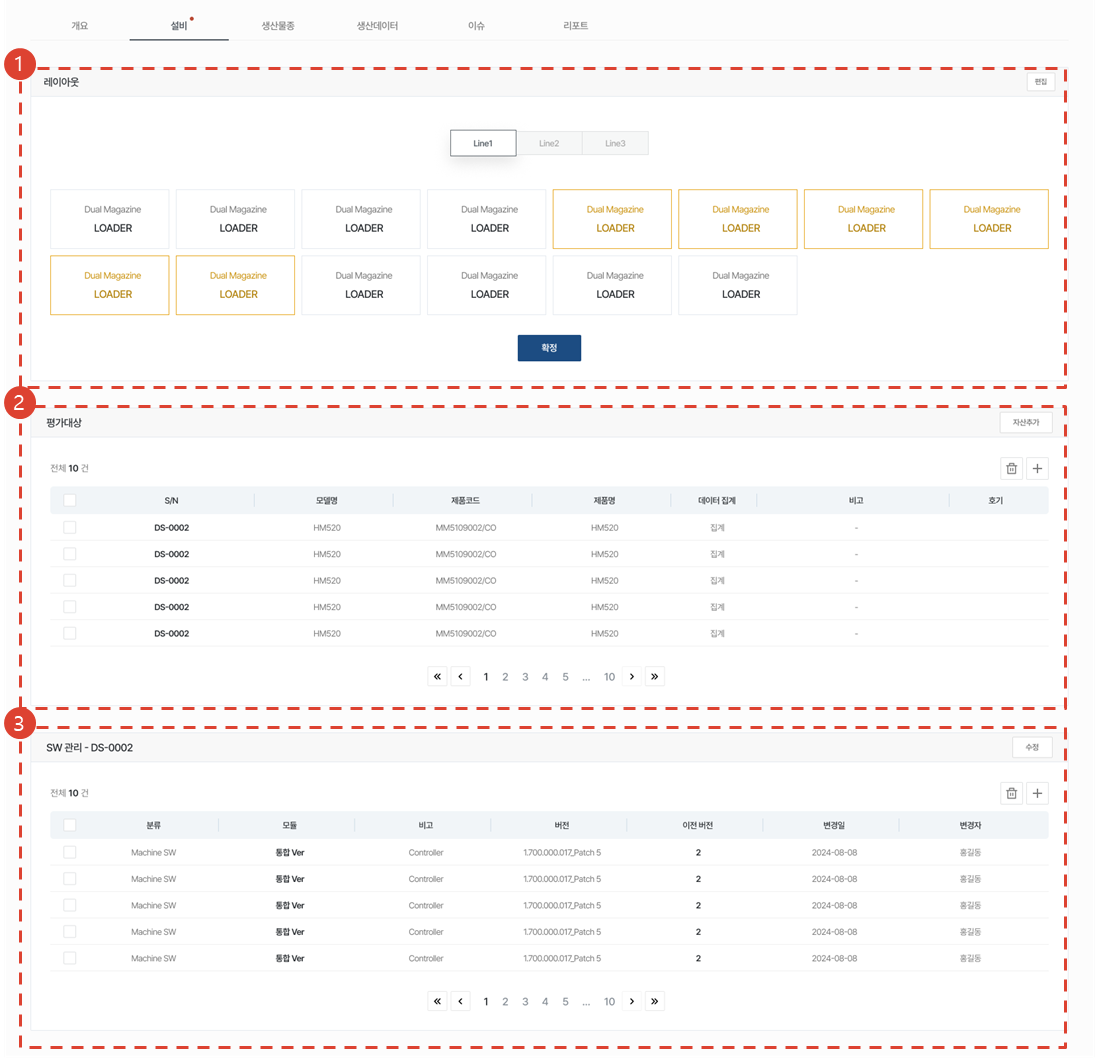 개요 설비 생산물종 생산데이터 이슈 리포트
1
레이아웃 편집
Line1 Line2 Line3
Dual Magazine Dual Magazine Dual Magazine Dual Magazine Dual Magazine Dual Magazine Dual Magazine Dual Magazine
LOADER LOADER LOADER LOADER LOADER LOADER LOADER LOADER
Dual Magazine Dual Magazine Dual Magazine Dual Magazine Dual Magazine Dual Magazine
LOADER LOADER LOADER LOADER LOADER LOADER
확정
2
평가대상 자산추가
전체 10 건
S/N 모델명 제품코드 제품명 데이터 집계 비고 호기
DS-0002 HM520 MM5109002/CO HM520 집계 -
DS-0002 HM520 MM5109002/CO HM520 집계 -
DS-0002 HM520 MM5109002/CO HM520 집계 -
DS-0002 HM520 MM5109002/CO HM520 집계 -
DS-0002 HM520 MM5109002/CO HM520 집계 -
« ‹ 1 2 3 4 5 ... 10 › »
3
SW 관리 - DS-0002 수정
전체 10 건
분류 모듈 비고 버전 이전 버전 변경일 변경자
Machine SW 통합 Ver Controller 1.700.000.017_Patch 5 2 2024-08-08 홍길동
Machine SW 통합 Ver Controller 1.700.000.017_Patch 5 2 2024-08-08 홍길동
Machine SW 통합 Ver Controller 1.700.000.017_Patch 5 2 2024-08-08 홍길동
Machine SW 통합 Ver Controller 1.700.000.017_Patch 5 2 2024-08-08 홍길동
Machine SW 통합 Ver Controller 1.700.000.017_Patch 5 2 2024-08-08 홍길동
« ‹ 1 2 3 4 5 ... 10 › »